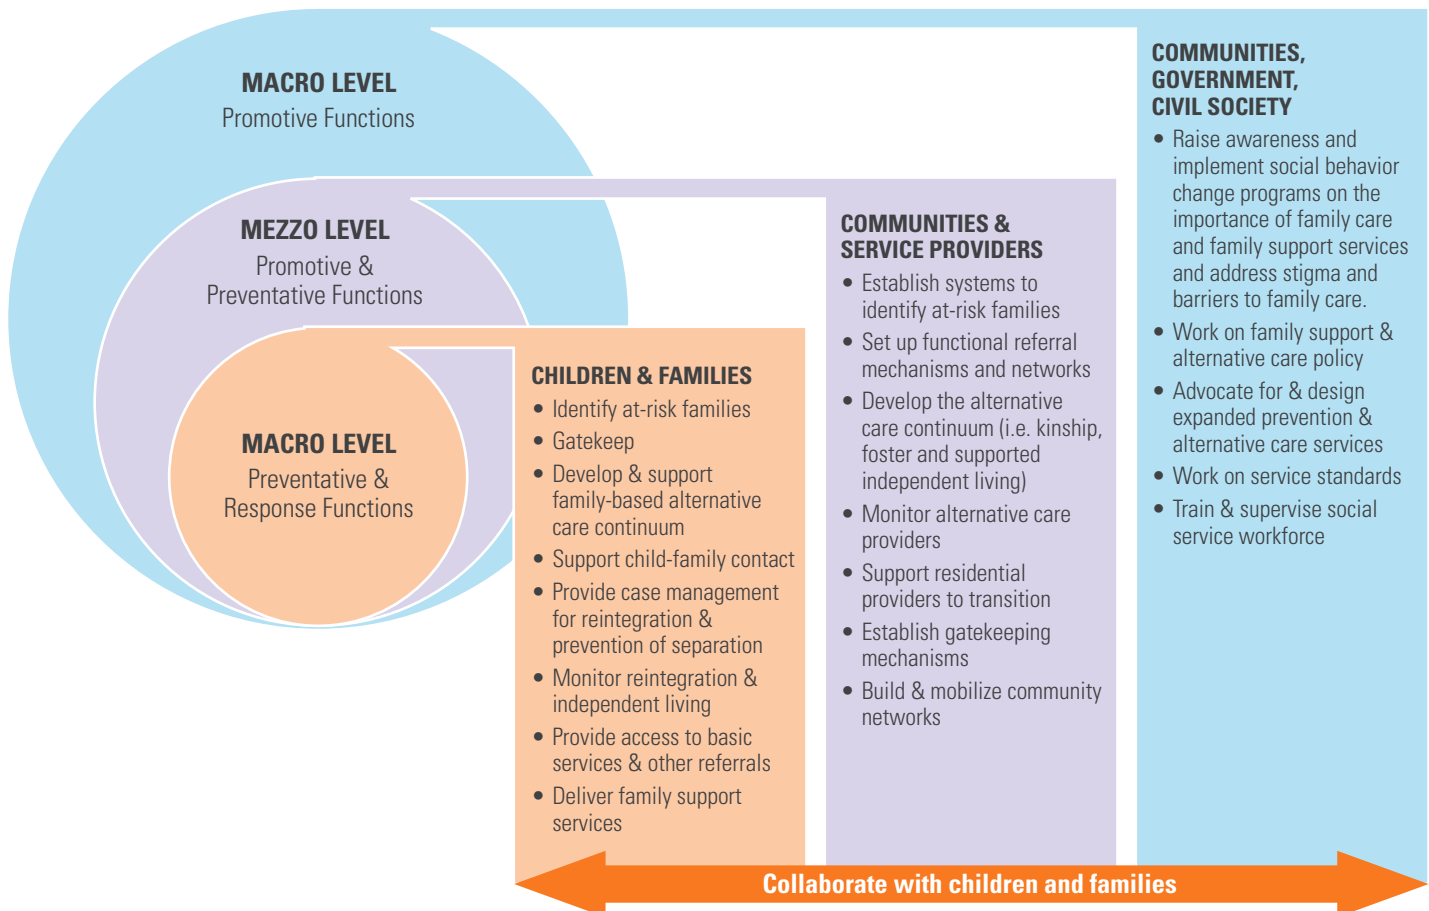 MACRO LEVEL
Promotive Functions
MEZZO LEVEL
Promotive &
Preventative Functions
MACRO LEVEL
Preventative &
Response Functions
CHILDREN & FAMILIES
• Identify at-risk families
• Gatekeep
• Develop & support
family-based alternative
care continuum
• Support child-family contact
• Provide case management
for reintegration &
prevention of separation
• Monitor reintegration &
independent living
• Provide access to basic
services & other referrals
• Deliver family support
services
COMMUNITIES &
SERVICE PROVIDERS
• Establish systems to
identify at-risk families
• Set up functional referral
mechanisms and networks
• Develop the alternative
care continuum (i.e. kinship,
foster and supported
independent living)
• Monitor alternative care
providers
• Support residential
providers to transition
• Establish gatekeeping
mechanisms
• Build & mobilize community
networks
COMMUNITIES,
GOVERNMENT,
CIVIL SOCIETY
• Raise awareness and
implement social behavior
change programs on the
importance of family care
and family support services
and address stigma and
barriers to family care.
• Work on family support &
alternative care policy
• Advocate for & design
expanded prevention &
alternative care services
• Work on service standards
• Train & supervise social
service workforce
Collaborate with children and families